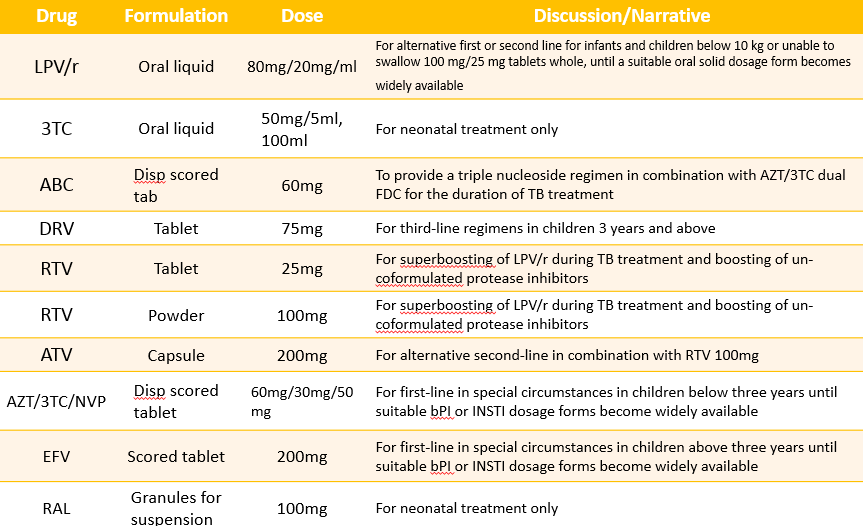 Drug Formulation Dose Discussion/Narrative
LPV/r Oral liquid 80mg/20mg/ml For alternative first or second line for infants and children below 10 kg or unable to
swallow 100 mg/25 mg tablets whole, until a suitable oral solid dosage form becomes
widely available
3TC Oral liquid 50mg/5ml,
100ml For neonatal treatment only
ABC Disp scored
tab 60mg To provide a triple nucleoside regimen in combination with AZT/3TC dual
FDC for the duration of TB treatment
DRV Tablet 75mg For third-line regimens in children 3 years and above
RTV Tablet 25mg For superboosting of LPV/r during TB treatment and boosting of un-
coformulated protease inhibitors
RTV Powder 100mg For superboosting of LPV/r during TB treatment and boosting of un-
coformulated protease inhibitors
ATV Capsule 200mg For alternative second-line in combination with RTV 100mg
AZT/3TC/NVP Disp scored
tablet 60mg/30mg/50
mg For first-line in special circumstances in children below three years until
suitable bPI or INSTI dosage forms become widely available
EFV Scored tablet 200mg For first-line in special circumstances in children above three years until
suitable bPI or INSTI dosage forms become widely available
RAL Granules for
suspension 100mg For neonatal treatment only